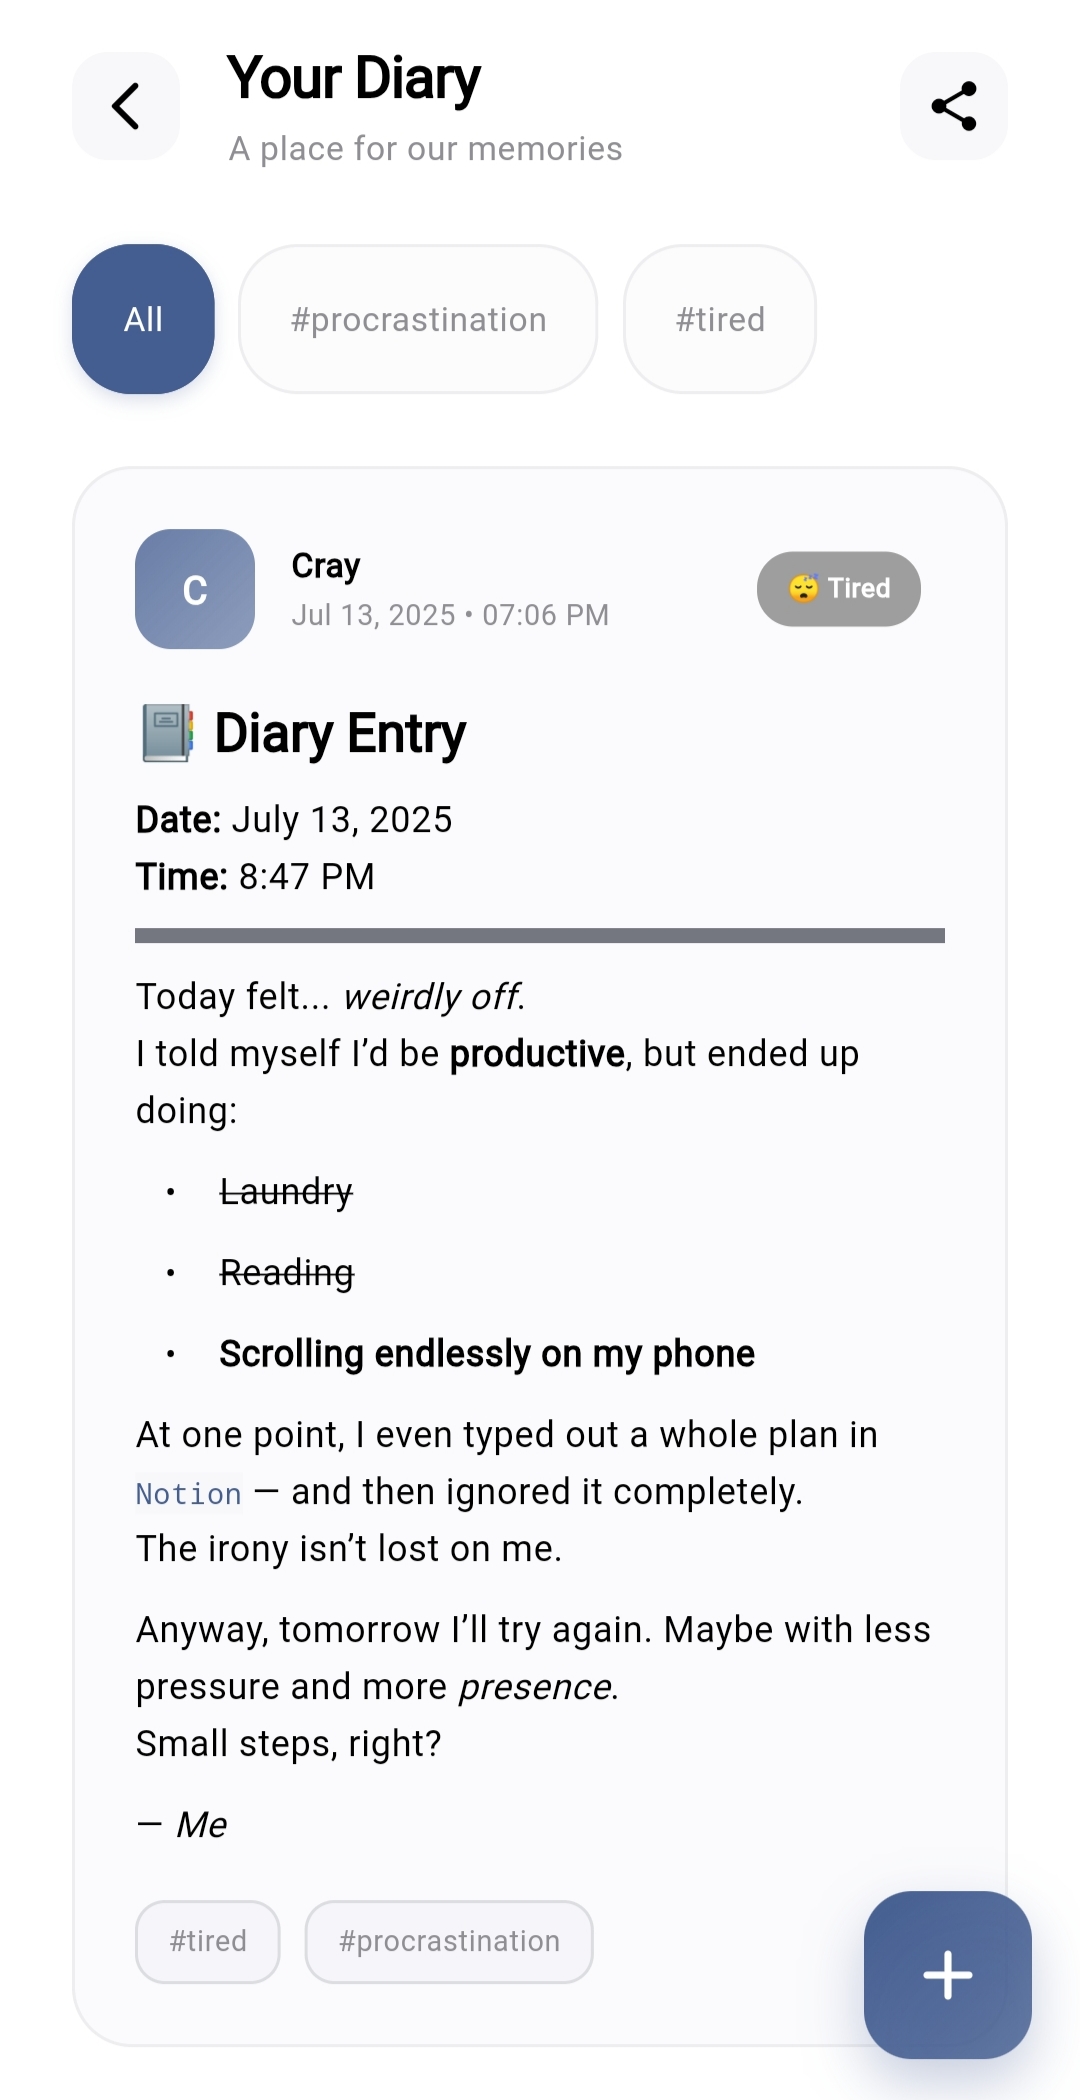 Your Diary
A place for our memories
All
#procrastination
#tired
C
Cray
Jul 13, 2025 • 07:06 PM
😴 Tired
📓 Diary Entry
Date: July 13, 2025
Time: 8:47 PM
Today felt... weirdly off.
I told myself I’d be productive, but ended up
doing:
• Laundry
• Reading
• Scrolling endlessly on my phone
At one point, I even typed out a whole plan in
Notion — and then ignored it completely.
The irony isn’t lost on me.
Anyway, tomorrow I’ll try again. Maybe with less
pressure and more presence.
Small steps, right?
— Me
#tired
#procrastination